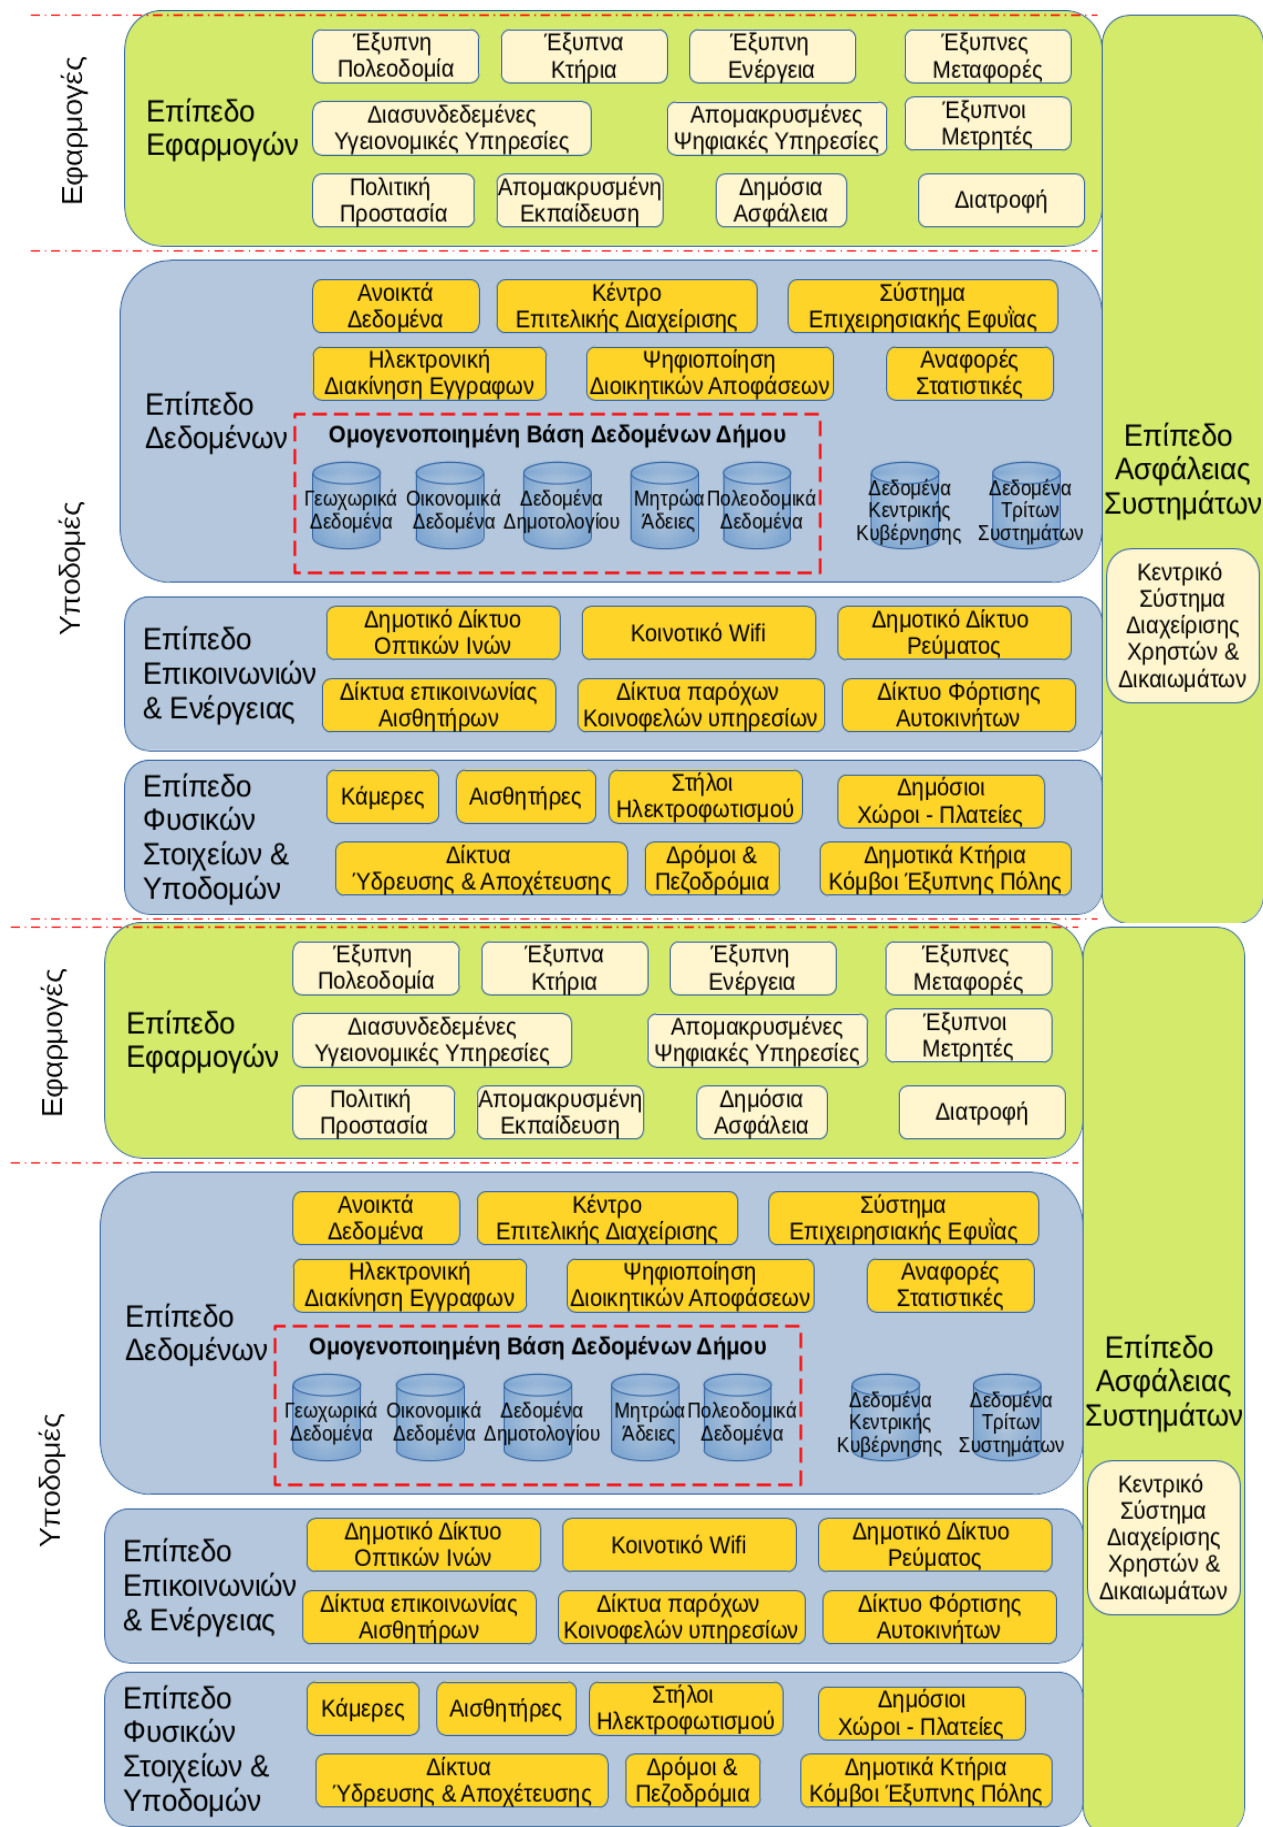 Εφαρμογές
Επίπεδο
Εφαρμογών
Έξυπνη
Πολεοδομία
Έξυπνα
Κτήρια
Έξυπνη
Ενέργεια
Έξυπνες
Μεταφορές
Διασυνδεδεμένες
Υγειονομικές Υπηρεσίες
Απομακρυσμένες
Ψηφιακές Υπηρεσίες
Έξυπνοι
Μετρητές
Πολιτική
Προστασία
Απομακρυσμένη
Εκπαίδευση
Δημόσια
Ασφάλεια
Διατροφή
Υποδομές
Επίπεδο
Δεδομένων
Ανοικτά
Δεδομένα
Κέντρο
Επιτελικής Διαχείρισης
Σύστημα
Επιχειρησιακής Εφυΐας
Ηλεκτρονική
Διακίνηση Εγγραφων
Ψηφιοποίηση
Διοικητικών Αποφάσεων
Αναφορές
Στατιστικές
Ομογενοποιημένη Βάση Δεδομένων Δήμου
Γεωχωρικά
Δεδομένα
Οικονομικά
Δεδομένα
Δεδομένα
Δημοτολογίου
Μητρώα
Άδειες
Πολεοδομικά
Δεδομένα
Δεδομένα
Κεντρικής
Κυβέρνησης
Δεδομένα
Τρίτων
Συστημάτων
Επίπεδο
Επικοινωνιών
& Ενέργειας
Δημοτικό Δίκτυο
Οπτικών Ινών
Κοινοτικό Wifi
Δημοτικό Δίκτυο
Ρεύματος
Δίκτυα επικοινωνίας
Αισθητήρων
Δίκτυα παρόχων
Κοινοφελών υπηρεσίων
Δίκτυο Φόρτισης
Αυτοκινήτων
Επίπεδο
Φυσικών
Στοιχείων &
Υποδομών
Κάμερες
Αισθητήρες
Στήλοι
Ηλεκτροφωτισμού
Δημόσιοι
Χώροι - Πλατείες
Δίκτυα
Ύδρευσης & Αποχέτευσης
Δρόμοι &
Πεζοδρόμια
Δημοτικά Κτήρια
Κόμβοι Έξυπνης Πόλης
Επίπεδο
Ασφάλειας
Συστημάτων
Κεντρικό
Σύστημα
Διαχείρισης
Χρηστών &
Δικαιωμάτων
Εφαρμογές
Επίπεδο
Εφαρμογών
Έξυπνη
Πολεοδομία
Έξυπνα
Κτήρια
Έξυπνη
Ενέργεια
Έξυπνες
Μεταφορές
Διασυνδεδεμένες
Υγειονομικές Υπηρεσίες
Απομακρυσμένες
Ψηφιακές Υπηρεσίες
Έξυπνοι
Μετρητές
Πολιτική
Προστασία
Απομακρυσμένη
Εκπαίδευση
Δημόσια
Ασφάλεια
Διατροφή
Υποδομές
Επίπεδο
Δεδομένων
Ανοικτά
Δεδομένα
Κέντρο
Επιτελικής Διαχείρισης
Σύστημα
Επιχειρησιακής Εφυΐας
Ηλεκτρονική
Διακίνηση Εγγραφων
Ψηφιοποίηση
Διοικητικών Αποφάσεων
Αναφορές
Στατιστικές
Ομογενοποιημένη Βάση Δεδομένων Δήμου
Γεωχωρικά
Δεδομένα
Οικονομικά
Δεδομένα
Δεδομένα
Δημοτολογίου
Μητρώα
Άδειες
Πολεοδομικά
Δεδομένα
Δεδομένα
Κεντρικής
Κυβέρνησης
Δεδομένα
Τρίτων
Συστημάτων
Επίπεδο
Επικοινωνιών
& Ενέργειας
Δημοτικό Δίκτυο
Οπτικών Ινών
Κοινοτικό Wifi
Δημοτικό Δίκτυο
Ρεύματος
Δίκτυα επικοινωνίας
Αισθητήρων
Δίκτυα παρόχων
Κοινοφελών υπηρεσίων
Δίκτυο Φόρτισης
Αυτοκινήτων
Επίπεδο
Φυσικών
Στοιχείων &
Υποδομών
Κάμερες
Αισθητήρες
Στήλοι
Ηλεκτροφωτισμού
Δημόσιοι
Χώροι - Πλατείες
Δίκτυα
Ύδρευσης & Αποχέτευσης
Δρόμοι &
Πεζοδρόμια
Δημοτικά Κτήρια
Κόμβοι Έξυπνης Πόλης
Επίπεδο
Ασφάλειας
Συστημάτων
Κεντρικό
Σύστημα
Διαχείρισης
Χρηστών &
Δικαιωμάτων